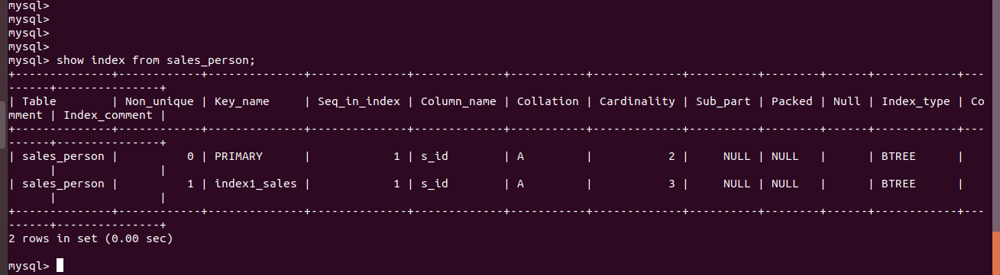 mysql>
mysql>
mysql>
mysql>
mysql> show index from sales_person;
+--------------+------------+--------------+--------------+-------------+-----------+-------------+----------+--------+------+------------+---
------+---------------+
| Table        | Non_unique | Key_name     | Seq_in_index | Column_name | Collation | Cardinality | Sub_part | Packed | Null | Index_type | Co
mment | Index_comment |
+--------------+------------+--------------+--------------+-------------+-----------+-------------+----------+--------+------+------------+---
------+---------------+
| sales_person |          0 | PRIMARY      |            1 | s_id        | A         |           2 |     NULL | NULL   |      | BTREE      |
      |               |
| sales_person |          1 | index1_sales |            1 | s_id        | A         |           3 |     NULL | NULL   |      | BTREE      |
      |               |
+--------------+------------+--------------+--------------+-------------+-----------+-------------+----------+--------+------+------------+---
------+---------------+
2 rows in set (0.00 sec)
mysql>